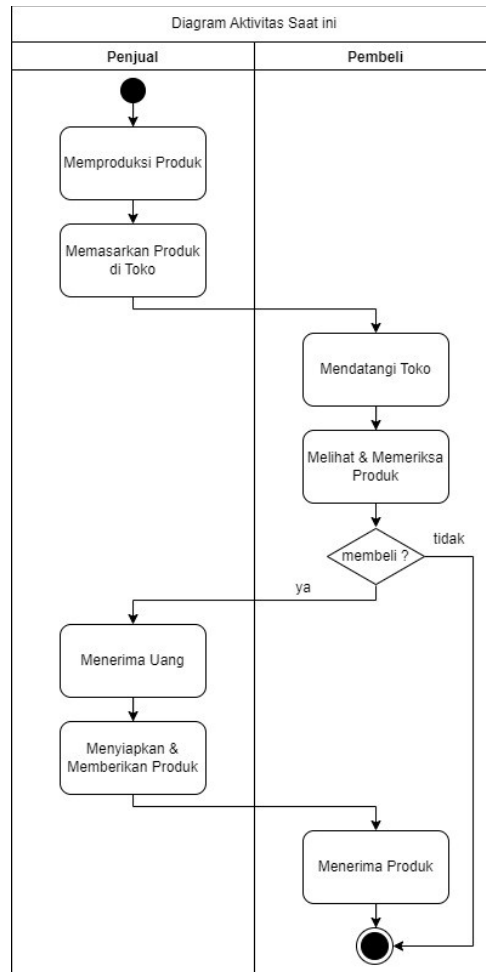 Diagram Aktivitas Saat ini
Penjual
Pembeli
Memproduksi Produk
Memasarkan Produk
di Toko
Mendatangi Toko
Melihat & Memeriksa
Produk
membeli ?
tidak
ya
Menerima Uang
Menyiapkan &
Memberikan Produk
Menerima Produk